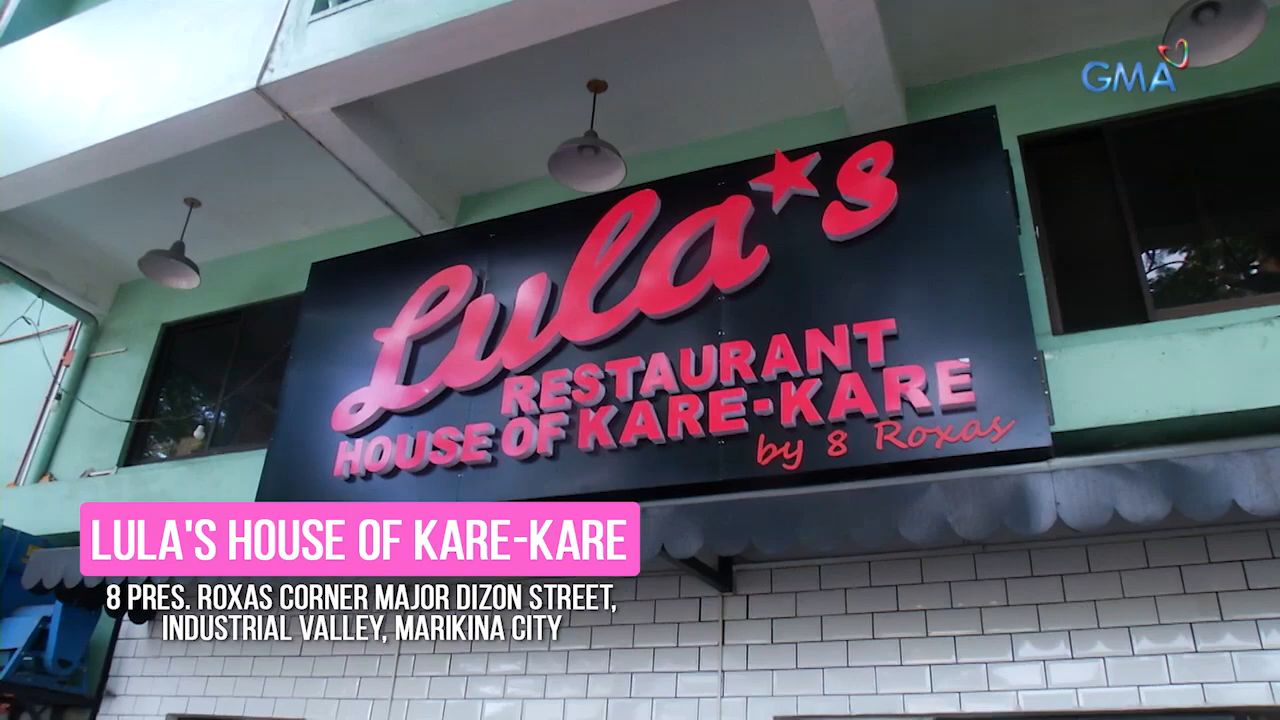 GMA
Lula's
RESTAURANT
HOUSE OF KARE-KARE
by 8 Roxas
LULA'S HOUSE OF KARE-KARE
8 PRES. ROXAS CORNER MAJOR DIZON STREET,
INDUSTRIAL VALLEY, MARIKINA CITY